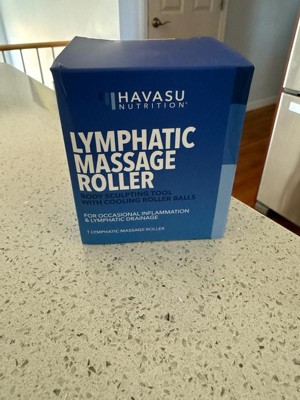 HAVASU
NUTRITION®
LYMPHATIC
MASSAGE
ROLLER
BODY SCULPTING TOOL
WITH COOLING ROLLER BALLS
FOR OCCASIONAL INFLAMMATION
& LYMPHATIC DRAINAGE
1 LYMPHATIC MASSAGE ROLLER